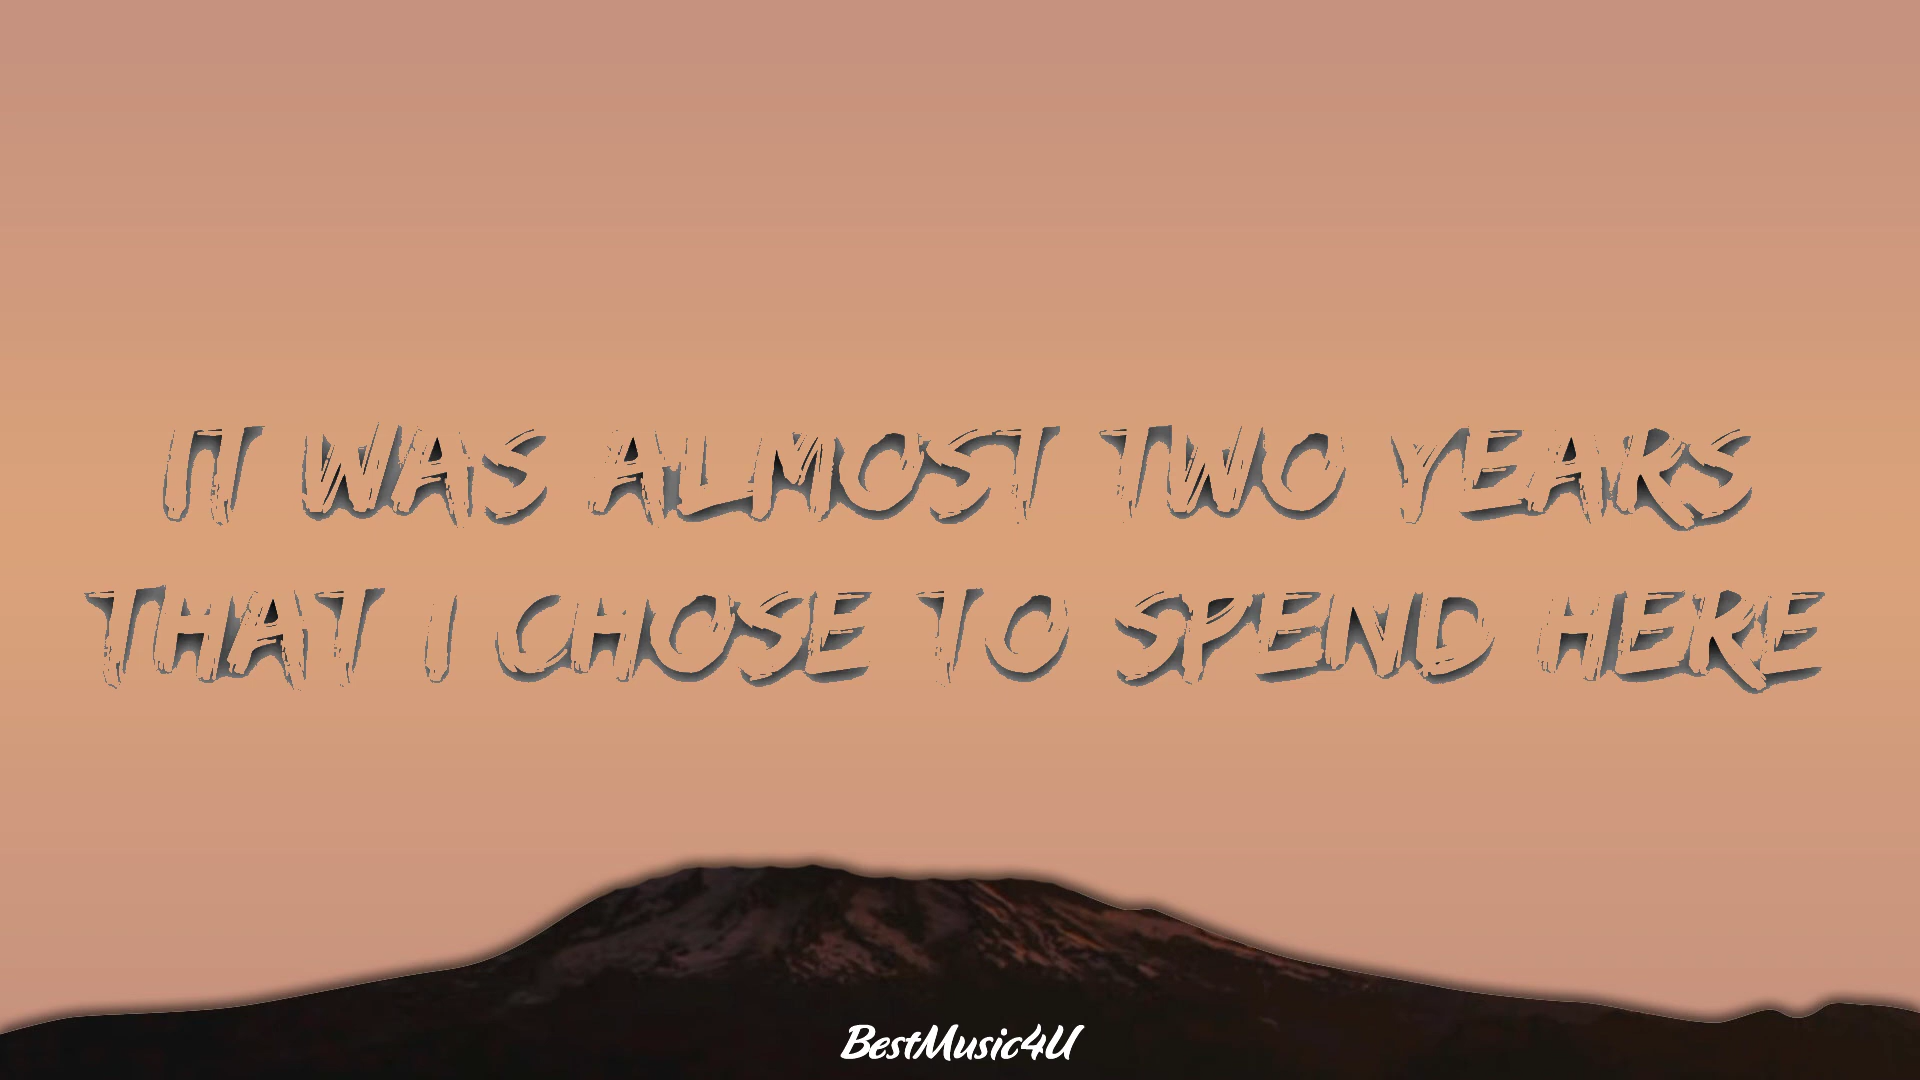 IT WAS ALMOST TWO YEARS
THAT I CHOSE TO SPEND HERE
BestMusic4U